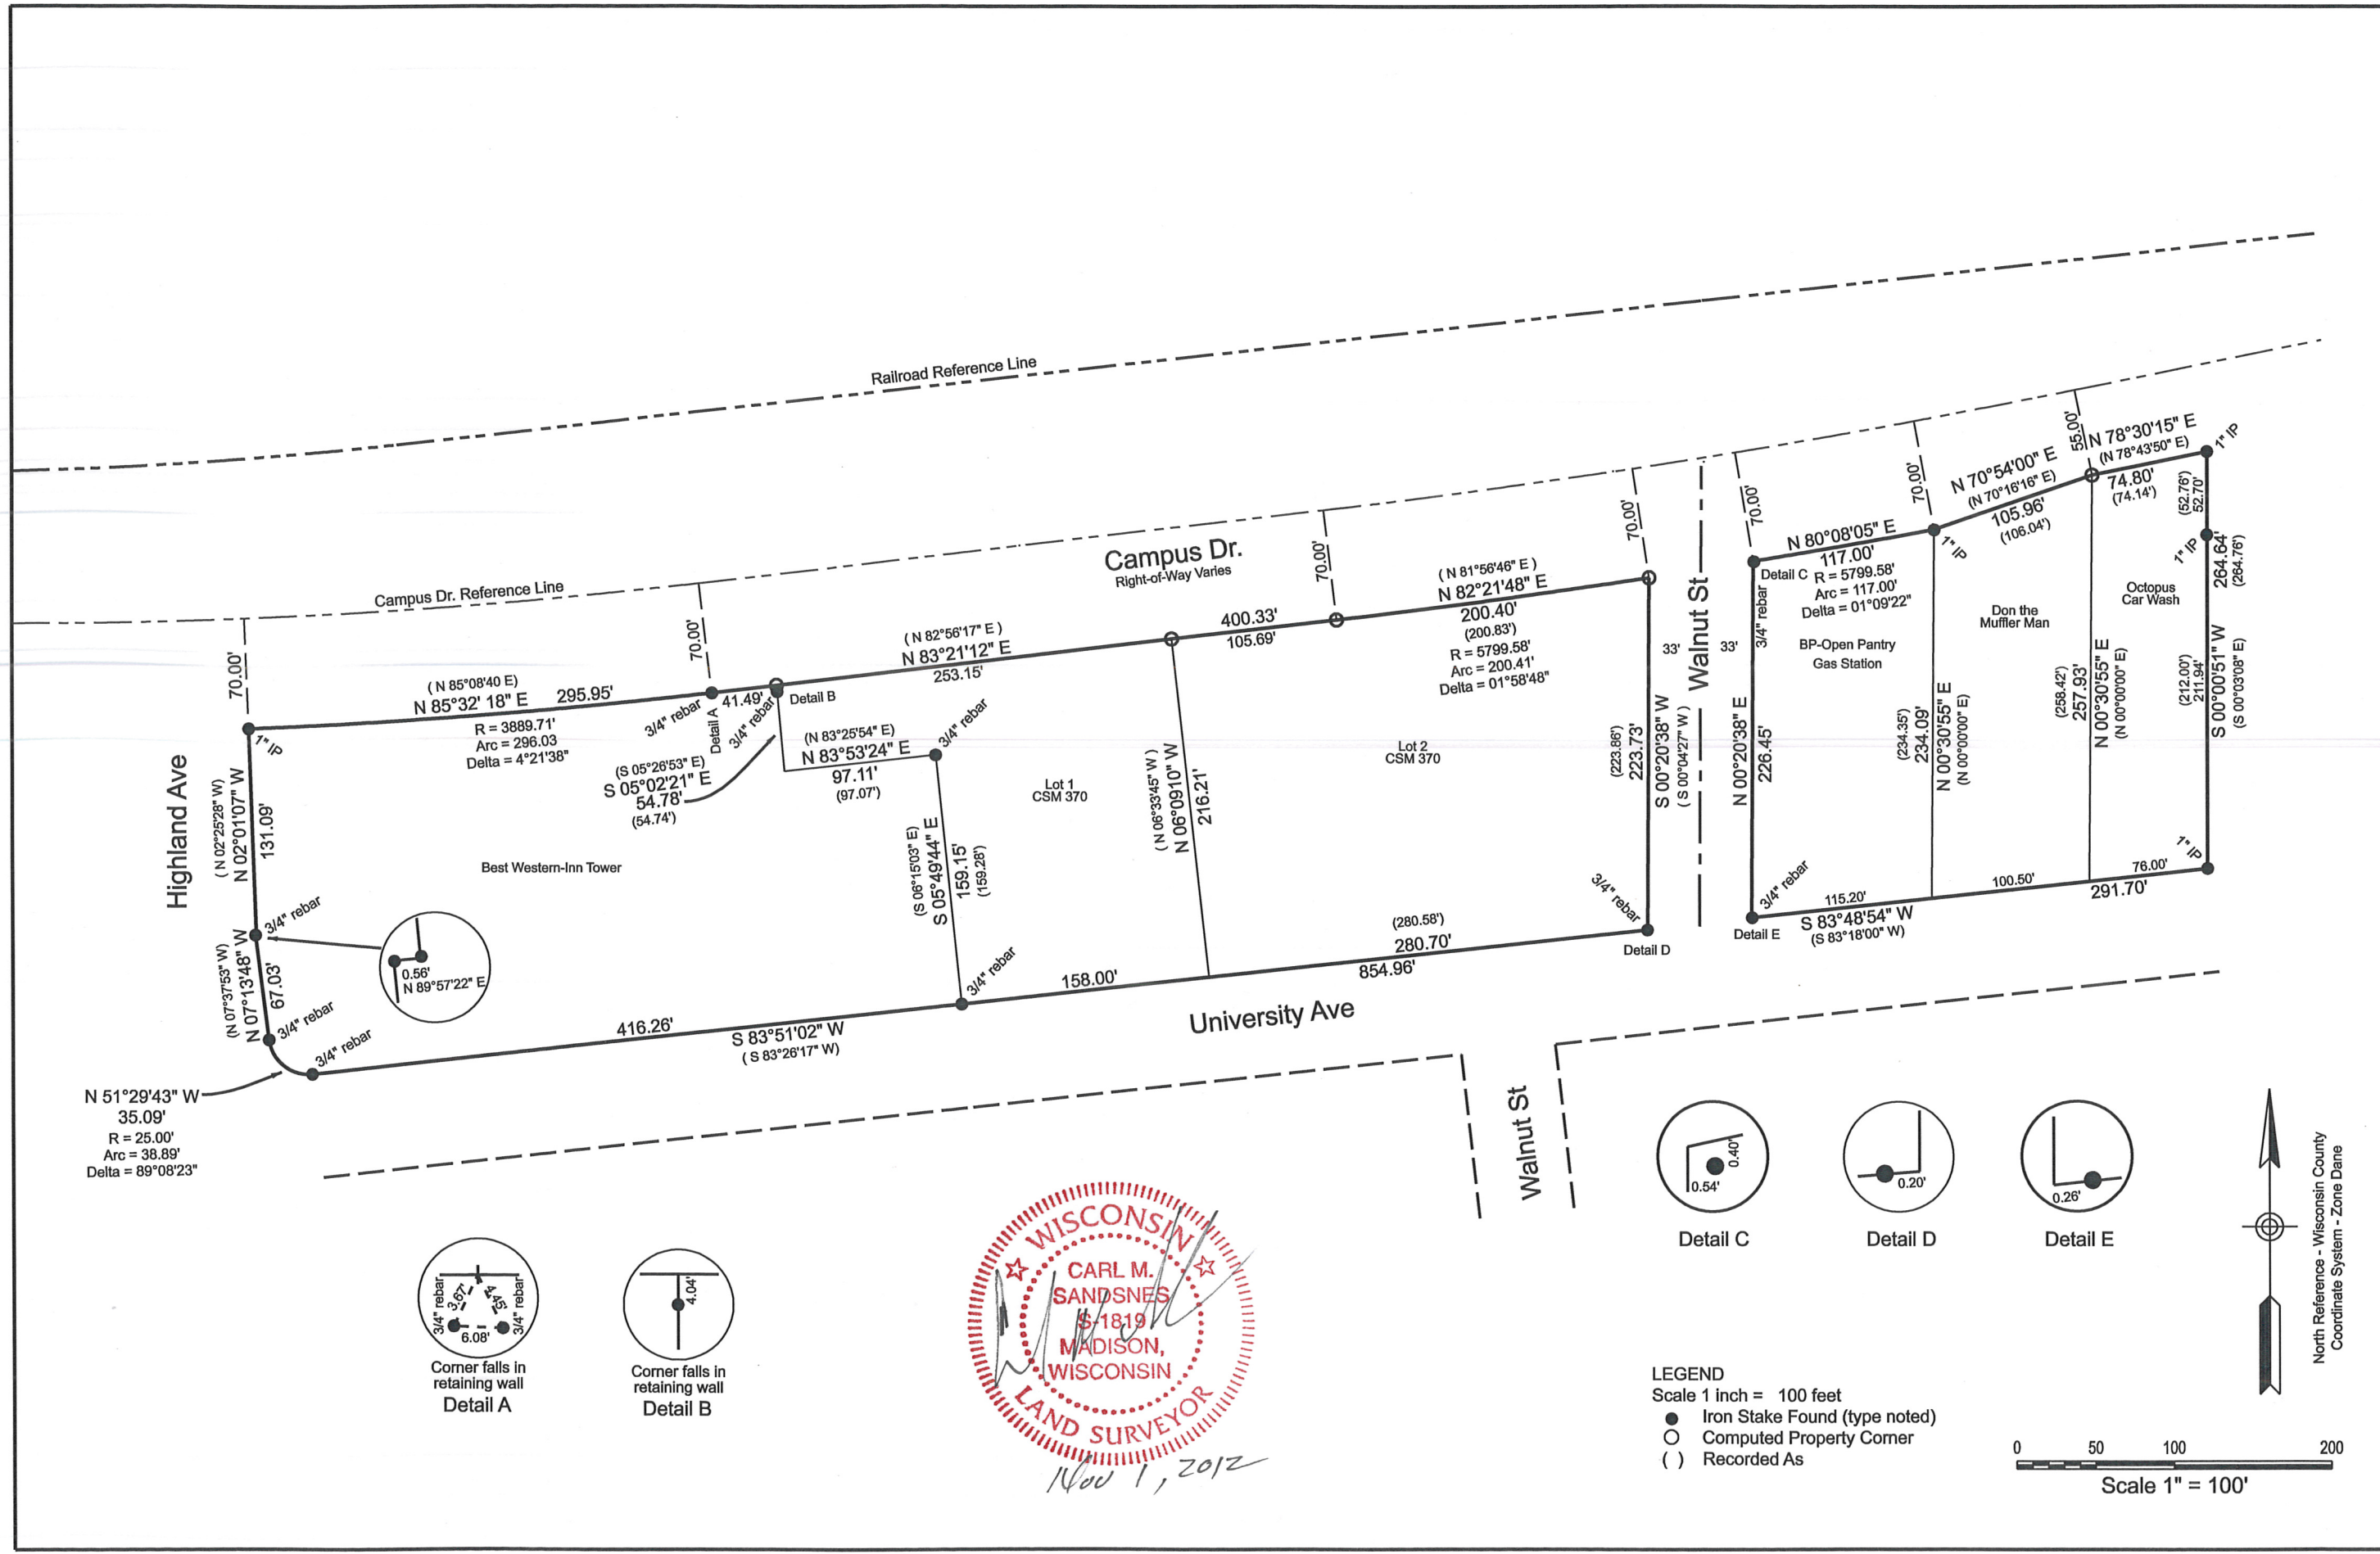 Railroad Reference Line
Campus Dr. Reference Line
Campus Dr.
Right-of-Way Varies
Highland Ave
70.00'
( N 85°08'40 E)
N 85°32' 18" E
295.95'
R = 3889.71'
Arc = 296.03
Delta = 4°21'38"
1" IP
70.00'
3/4" rebar
Detail A
41.49'
3/4" rebar
Detail B
( N 82°56'17" E )
N 83°21'12" E
253.15'
400.33'
105.69'
70.00'
( N 81°56'46" E )
N 82°21'48" E
200.40'
(200.83')
R = 5799.58'
Arc = 200.41'
Delta = 01°58'48"
70.00'
(S 05°26'53" E)
S 05°02'21" E
54.78'
(54.74')
(N 83°25'54" E)
N 83°53'24" E
97.11'
(97.07')
3/4" rebar
(S 06°15'03" E)
S 05°49'44" E
159.15'
(159.28')
Lot 1
CSM 370
( N 06°33'45" W )
N 06°09'10" W
216.21'
Lot 2
CSM 370
(223.86')
223.73'
S 00°20'38" W
( S 00°04'27" W )
33'
Walnut St
33'
( N 02°25'28" W)
N 02°01'07" W
131.09'
Best Western-Inn Tower
3/4" rebar
0.56'
N 89°57'22" E
(N 07°37'53" W)
N 07°13'48" W
67.03'
3/4" rebar
3/4" rebar
N 51°29'43" W
35.09'
R = 25.00'
Arc = 38.89'
Delta = 89°08'23"
416.26'
S 83°51'02" W
( S 83°26'17" W)
3/4" rebar
158.00'
(280.58')
280.70'
854.96'
3/4" rebar
Detail D
University Ave
70.00'
N 80°08'05" E
117.00'
Detail C
R = 5799.58'
Arc = 117.00'
Delta = 01°09'22"
3/4" rebar
N 00°20'38" E
226.45'
BP-Open Pantry
Gas Station
70.00'
1" IP
N 70°54'00" E
(N 70°16'16" E)
105.96'
(106.04')
55.00'
N 78°30'15" E
(N 78°43'50" E)
74.80'
(74.14')
1" IP
(52.76')
52.70'
1" IP
264.64'
(264.76')
Don the
Muffler Man
Octopus
Car Wash
(234.35')
234.09'
N 00°30'55" E
(N 00°00'00" E)
(258.42')
257.93'
N 00°30'55" E
(N 00°00'00" E)
(212.00')
211.94'
S 00°00'51" W
(S 00°03'08" E)
1" IP
3/4" rebar
Detail E
115.20'
100.50'
76.00'
291.70'
S 83°48'54" W
(S 83°18'00" W)
Walnut St
3/4" rebar
3.67'
4.45'
3/4" rebar
6.08'
Corner falls in
retaining wall
Detail A
4.04'
Corner falls in
retaining wall
Detail B
WISCONSIN
CARL M.
SANDSNES
S-1819
MADISON,
WISCONSIN
LAND SURVEYOR
Nov 1, 2012
0.40'
0.54'
Detail C
0.20'
Detail D
0.26'
Detail E
North Reference - Wisconsin County
Coordinate System - Zone Dane
LEGEND
Scale 1 inch = 100 feet
Iron Stake Found (type noted)
Computed Property Corner
( ) Recorded As
0 50 100 200
Scale 1" = 100'